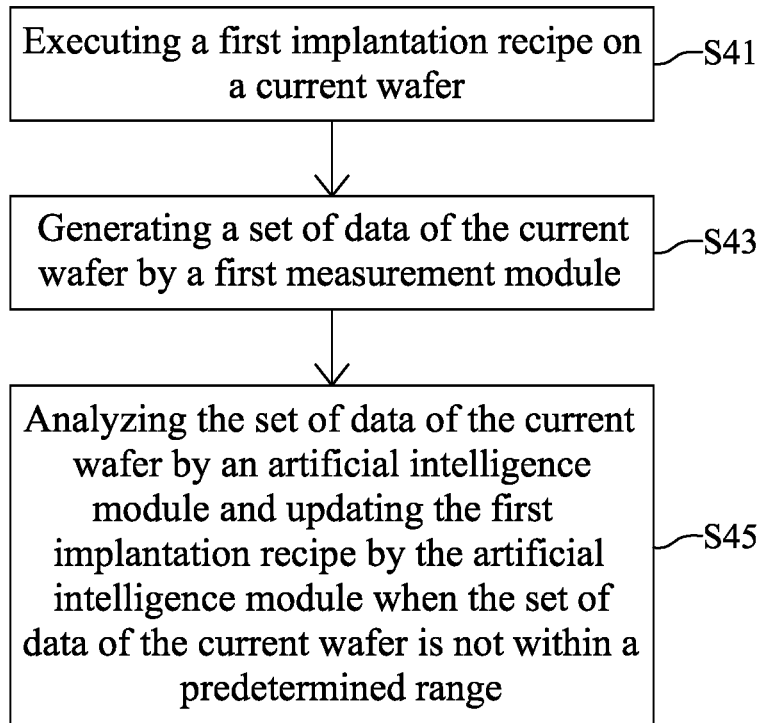 Executing a first implantation recipe on
a current wafer
S41
Generating a set of data of the current
wafer by a first measurement module
S43
Analyzing the set of data of the current
wafer by an artificial intelligence
module and updating the first
implantation recipe by the artificial
intelligence module when the set of
data of the current wafer is not within a
predetermined range
S45